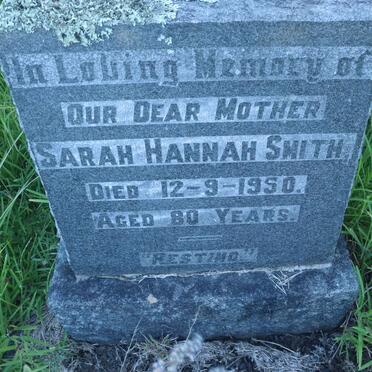 In Loving Memory of
OUR DEAR MOTHER
SARAH HANNAH SMITH
DIED 12-9-1950.
AGED 80 YEARS.
"RESTING"